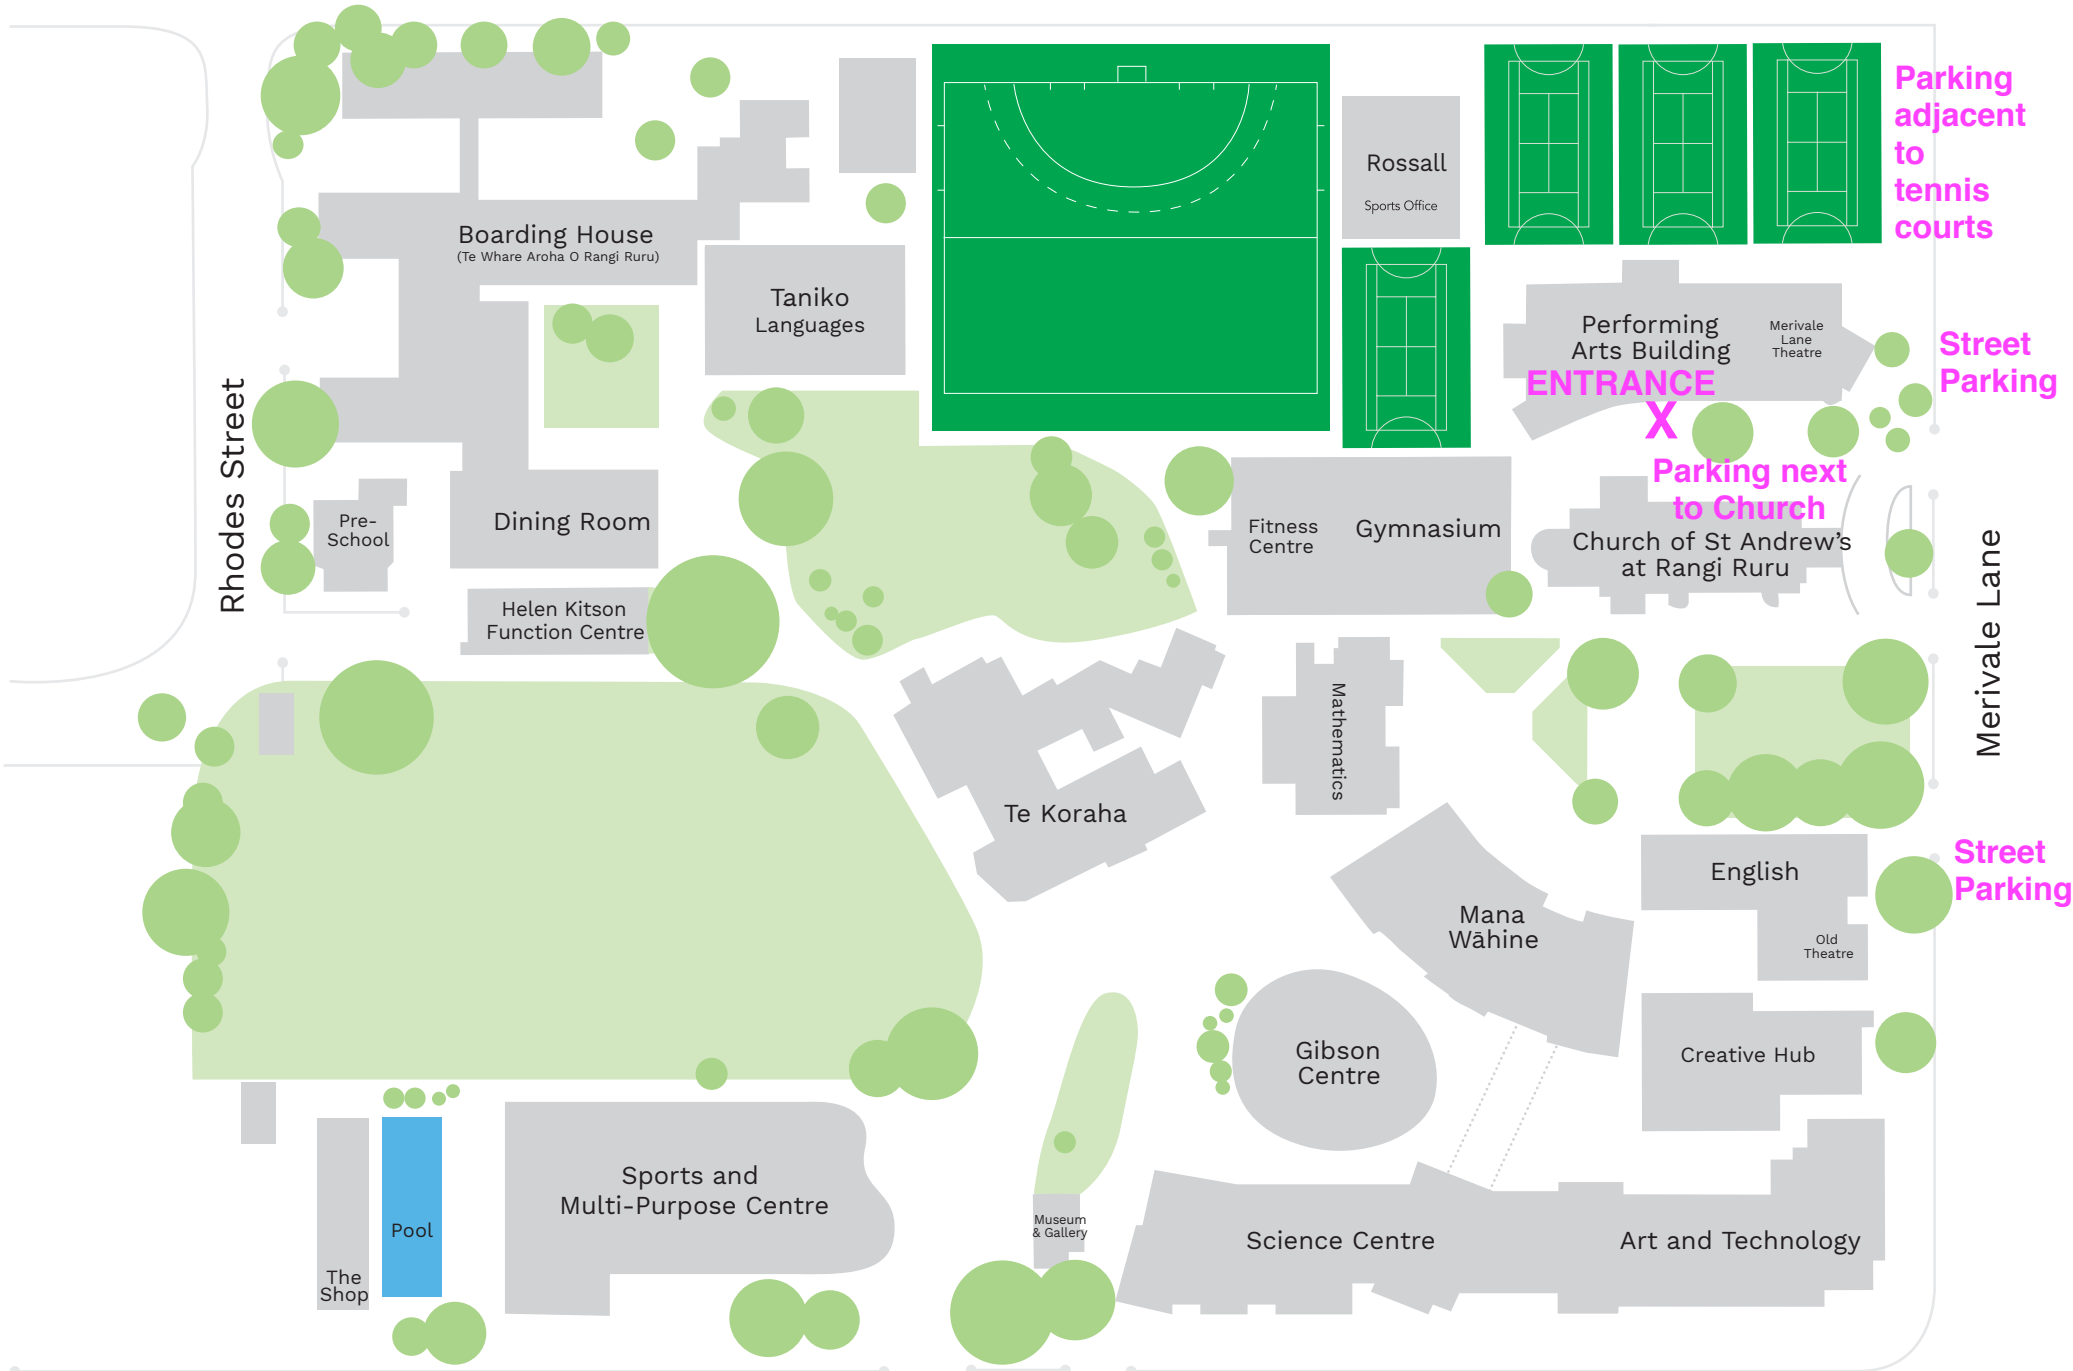 Parking
adjacent
to
tennis
courts
Rossall
Sports Office
Boarding House
(Te Whare Aroha O Rangi Ruru)
Taniko
Languages
Performing
Arts Building
Merivale
Lane
Theatre
Street
Parking
ENTRANCE
X
Rhodes Street
Parking next
to Church
Pre-
School
Dining Room
Fitness
Centre
Gymnasium
Church of St Andrew's
at Rangi Ruru
Merivale Lane
Helen Kitson
Function Centre
Mathematics
Te Koraha
English
Street
Parking
Mana
Wāhine
Old
Theatre
Gibson
Centre
Creative Hub
Sports and
Multi-Purpose Centre
Pool
The
Shop
Museum
& Gallery
Science Centre
Art and Technology